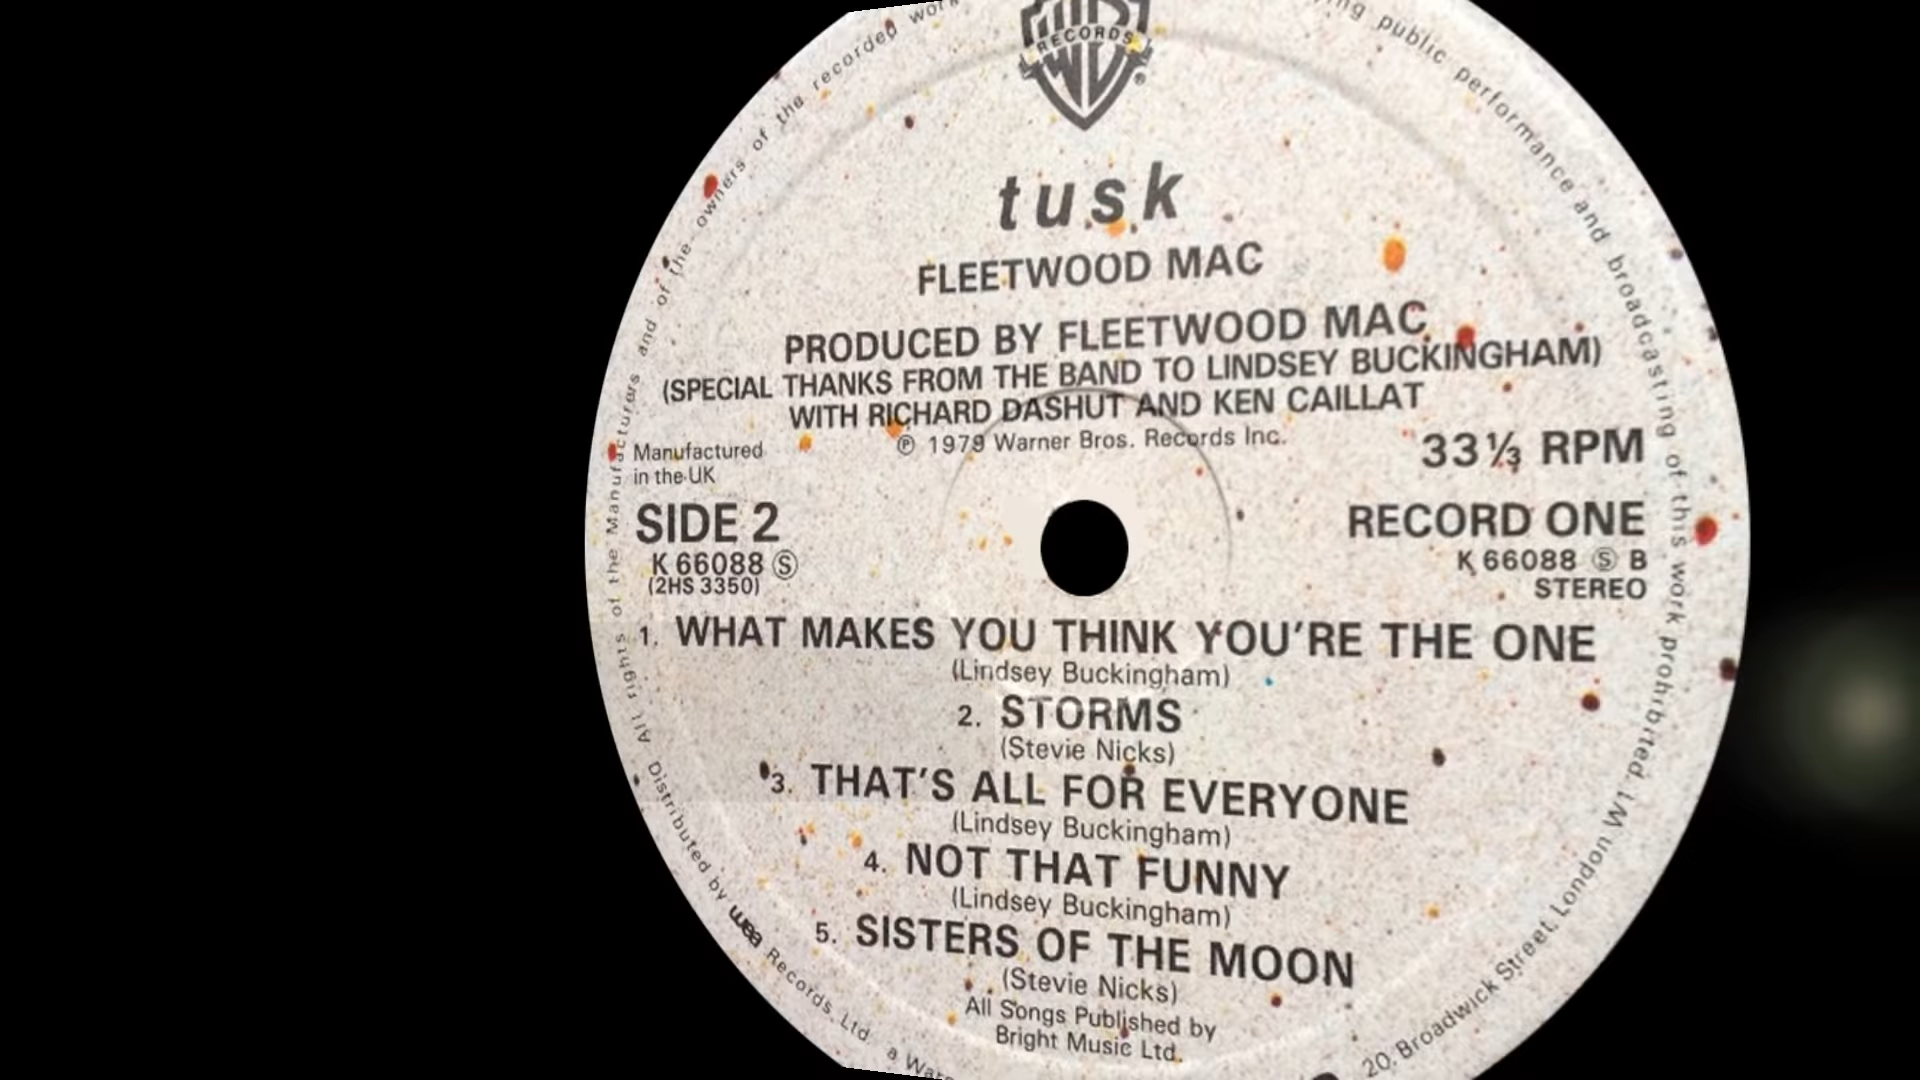 RECORDS
tusk
FLEETWOOD MAC
PRODUCED BY FLEETWOOD MAC
(SPECIAL THANKS FROM THE BAND TO LINDSEY BUCKINGHAM)
WITH RICHARD DASHUT AND KEN CAILLAT
℗ 1979 Warner Bros. Records Inc.
Manufactured
in the UK
33⅓ RPM
SIDE 2
K 66088 Ⓢ
(2HS 3350)
RECORD ONE
K 66088 Ⓢ B
STEREO
1. WHAT MAKES YOU THINK YOU'RE THE ONE
(Lindsey Buckingham)
2. STORMS
(Stevie Nicks)
3. THAT'S ALL FOR EVERYONE
(Lindsey Buckingham)
4. NOT THAT FUNNY
(Lindsey Buckingham)
5. SISTERS OF THE MOON
(Stevie Nicks)
All Songs Published by
Bright Music Ltd.
All rights of the Manufacturers and of the owners of the recorded
public performance and broadcasting of this work prohibited.
Distributed by wea Records Ltd. a
20, Broadwick Street, London W1